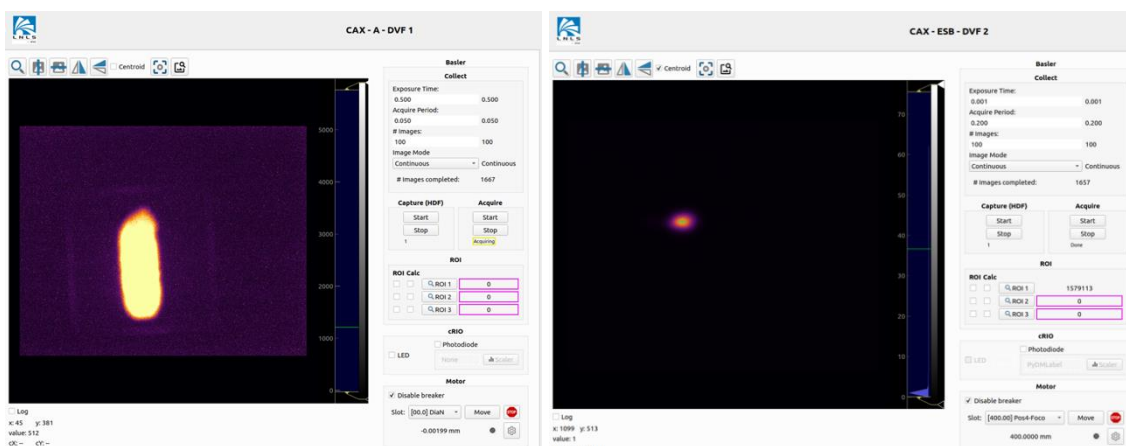 LNLS
CAX - A - DVF 1
Centroid
Basler
Collect
Exposure Time:
0.500 0.500
Acquire Period:
0.050 0.050
# Images:
100 100
Image Mode
Continuous Continuous
# Images completed: 1667
Capture (HDF) Acquire
Start Start
Stop Stop
1 Acquiring
ROI
ROI Calc
ROI 1 0
ROI 2 0
ROI 3 0
cRIO
Photodiode
LED None Scaler
Motor
Disable breaker
Slot: [00.0] DiaN Move STOP
-0.00199 mm
5000
4000
3000
2000
1000
0
Log
x: 45 y: 381
value: 512
cX: -- cY: --
LNLS
CAX - ESB - DVF 2
Centroid
Basler
Collect
Exposure Time:
0.001 0.001
Acquire Period:
0.200 0.200
# Images:
100 100
Image Mode
Continuous Continuous
# Images completed: 1657
Capture (HDF) Acquire
Start Start
Stop Stop
1 Done
ROI
ROI Calc
ROI 1 1579113
ROI 2 0
ROI 3 0
cRIO
Photodiode
LED PyDMLabel Scaler
Motor
Disable breaker
Slot: [400.00] Pos4-Foco Move STOP
400.0000 mm
70
60
50
40
30
20
10
0
Log
x: 1099 y: 513
value: 1